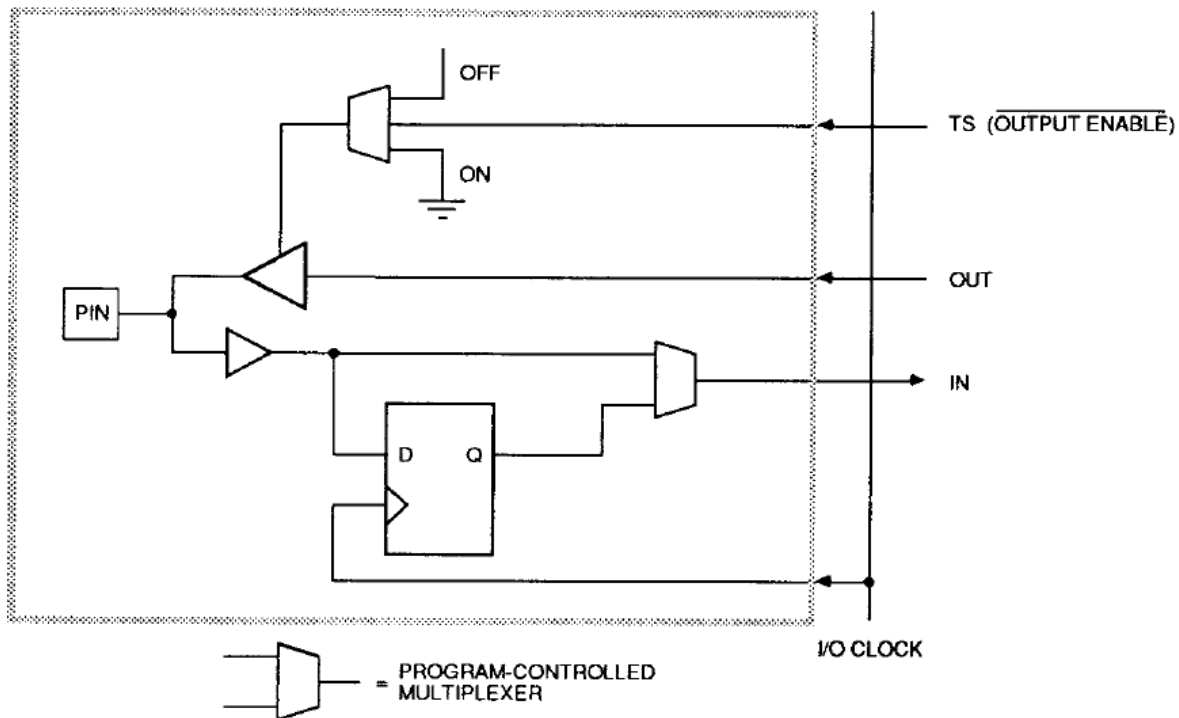 OFF
TS (OUTPUT ENABLE)
ON
OUT
PIN
IN
D Q
I/O CLOCK
= PROGRAM-CONTROLLED
MULTIPLEXER